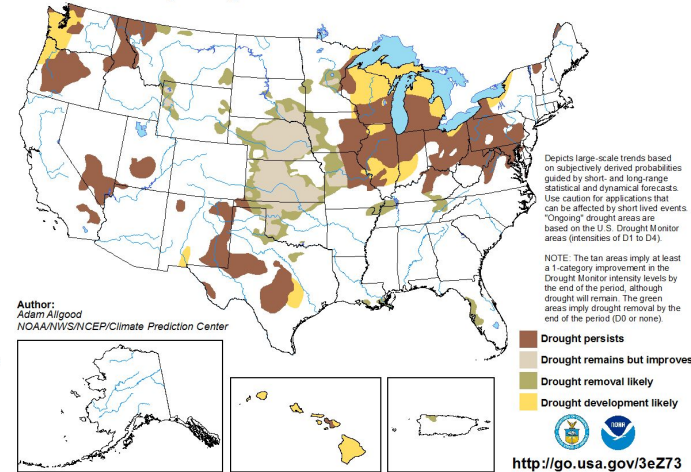 Depicts large-scale trends based
on subjectively derived probabilities
guided by short- and long-range
statistical and dynamical forecasts.
Use caution for applications that
can be affected by short lived events.
"Ongoing" drought areas are
based on the U.S. Drought Monitor
areas (intensities of D1 to D4).
NOTE: The tan areas imply at least
a 1-category improvement in the
Drought Monitor intensity levels by
the end of the period, although
drought will remain. The green
areas imply drought removal by the
end of the period (D0 or none).
Author:
Adam Allgood
NOAA/NWS/NCEP/Climate Prediction Center
Drought persists
Drought remains but improves
Drought removal likely
Drought development likely
NOAA
http://go.usa.gov/3eZ73